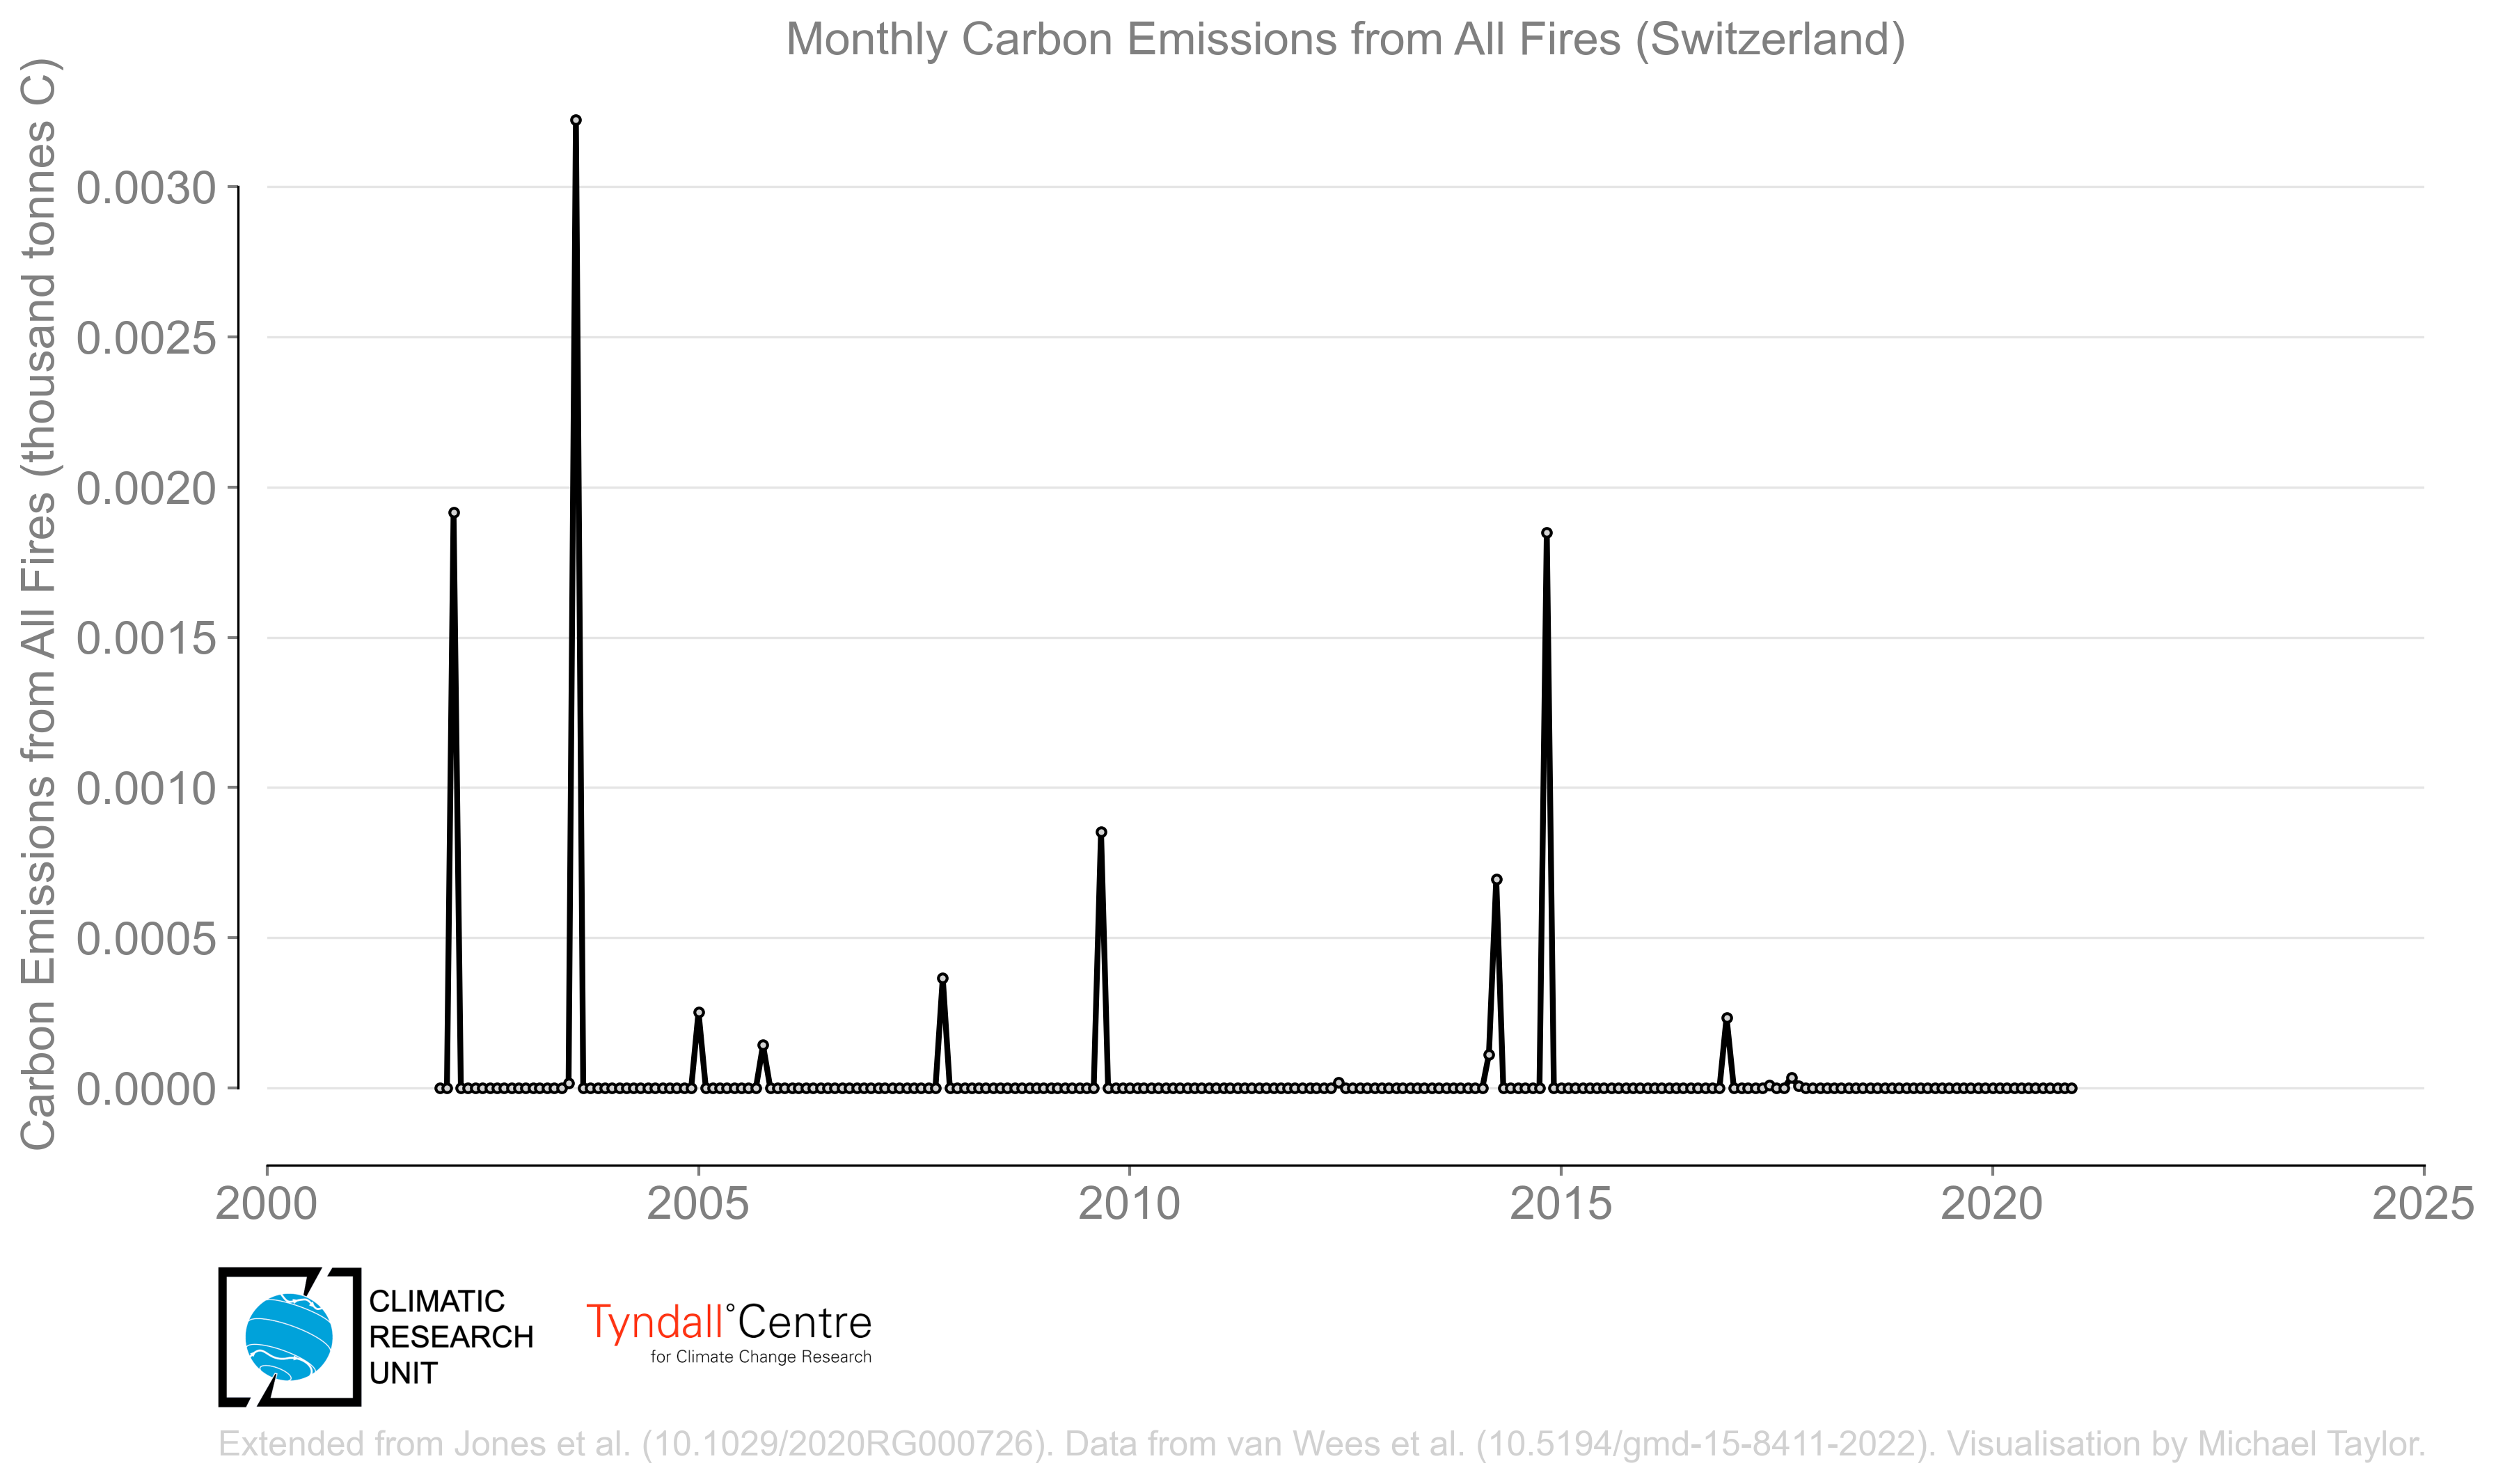 Monthly Carbon Emissions from All Fires (Switzerland)
Carbon Emissions from All Fires (thousand tonnes C)
0.0030
0.0025
0.0020
0.0015
0.0010
0.0005
0.0000
2000 2005 2010 2015 2020 2025
CLIMATIC
RESEARCH
UNIT
Tyndall°Centre
for Climate Change Research
Extended from Jones et al. (10.1029/2020RG000726). Data from van Wees et al. (10.5194/gmd-15-8411-2022). Visualisation by Michael Taylor.